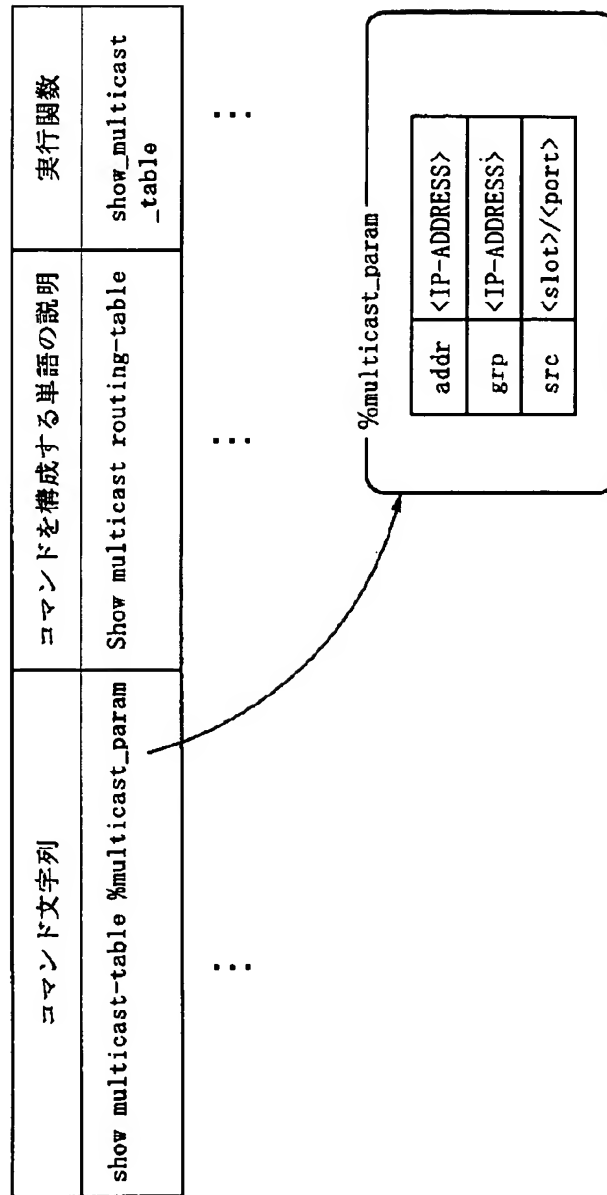 コマンド文字列 コマンドを構成する単語の説明 実行関数
show multicast-table %multicast_param Show multicast routing-table show_multicast
_table
... ... ...
%multicast_param
addr <IP-ADDRESS>
grp <IP-ADDRESS>
src <slot>/<port>